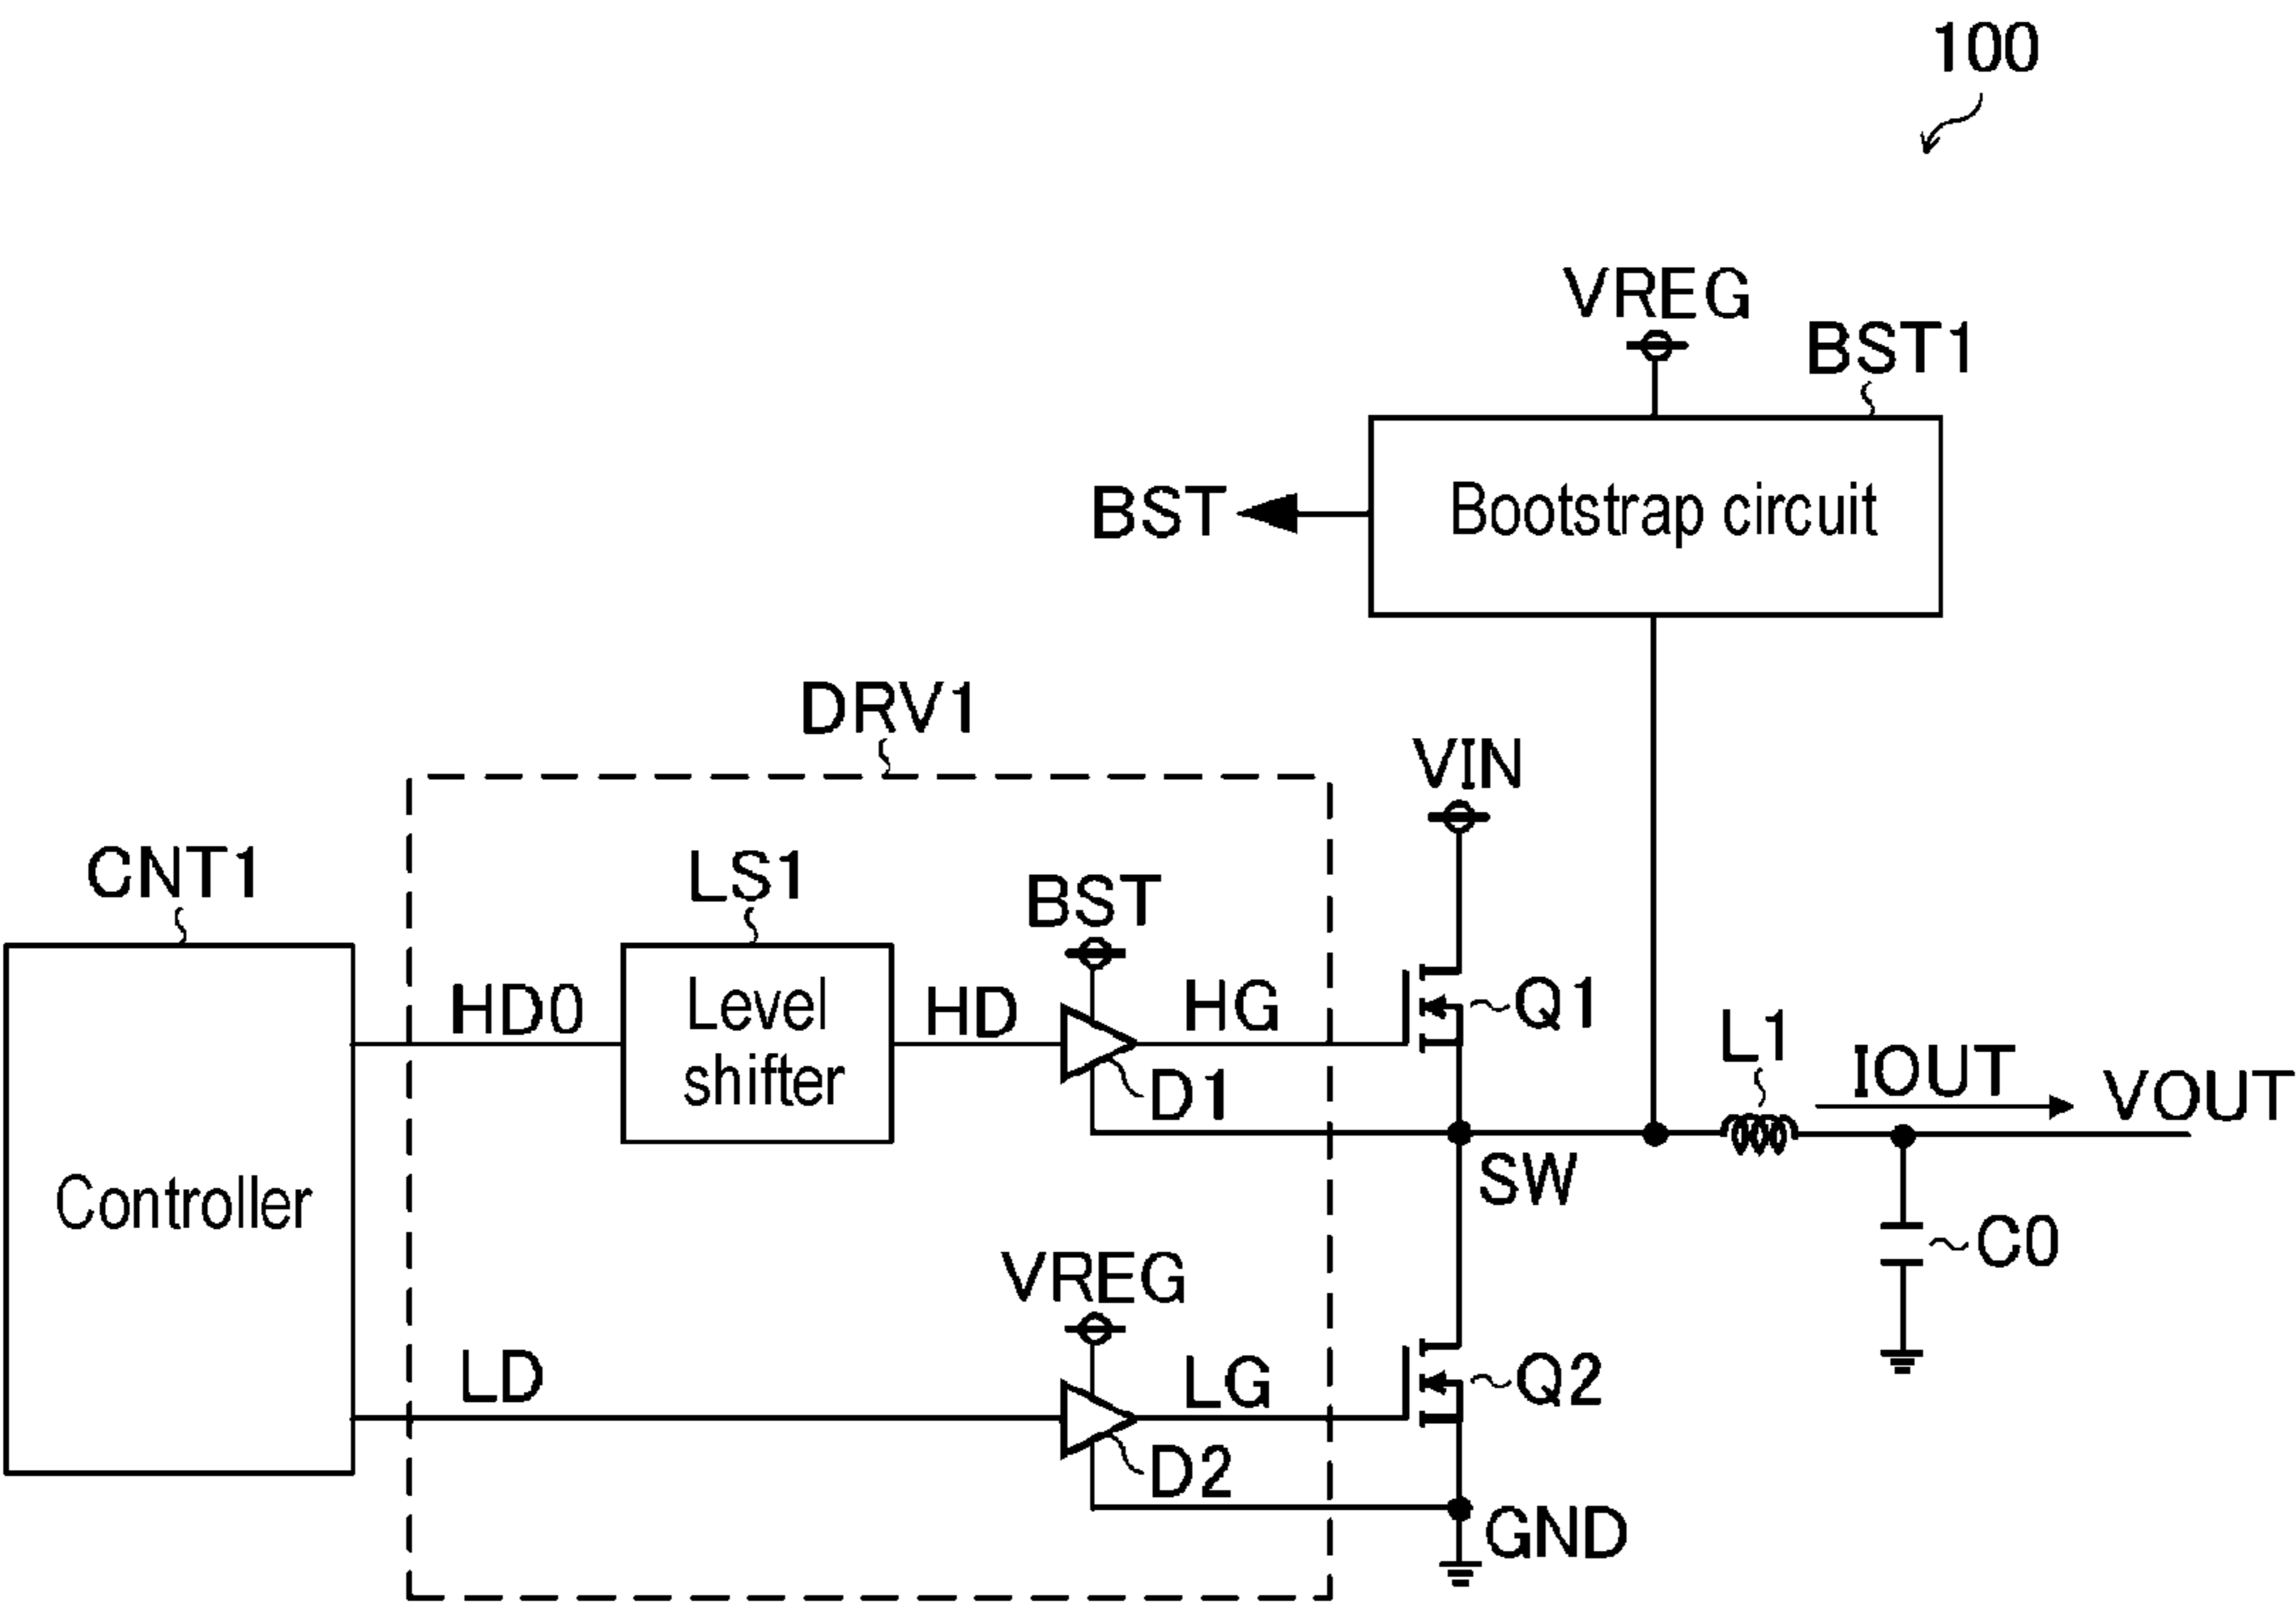 100
VREG
BST1
BST
Bootstrap circuit
DRV1
VIN
CNT1
LS1
BST
HD0
Level
shifter
HD
HG
Q1
D1
L1
IOUT
VOUT
SW
Controller
C0
VREG
LD
LG
Q2
D2
GND